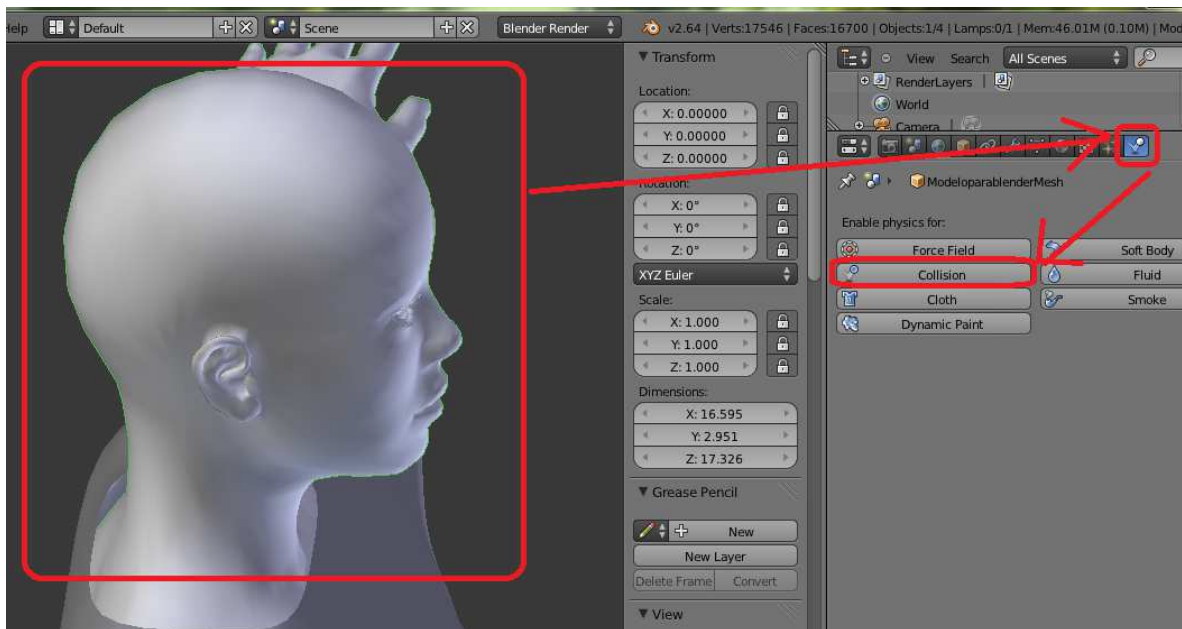 Help Default Scene Blender Render v2.64 | Verts:17546 | Faces:16700 | Objects:1/4 | Lamps:0/1 | Mem:46.01M (0.10M) |
Transform
Location:
X: 0.00000
Y: 0.00000
Z: 0.00000
Rotation:
X: 0°
Y: 0°
Z: 0°
XYZ Euler
Scale:
X: 1.000
Y: 1.000
Z: 1.000
Dimensions:
X: 16.595
Y: 2.951
Z: 17.326
Grease Pencil
New
New Layer
Delete Frame Convert
View
View Search All Scenes
RenderLayers |
World
Camera |
ModeloparablenderMesh
Enable physics for:
Force Field Soft Body
Collision Fluid
Cloth Smoke
Dynamic Paint